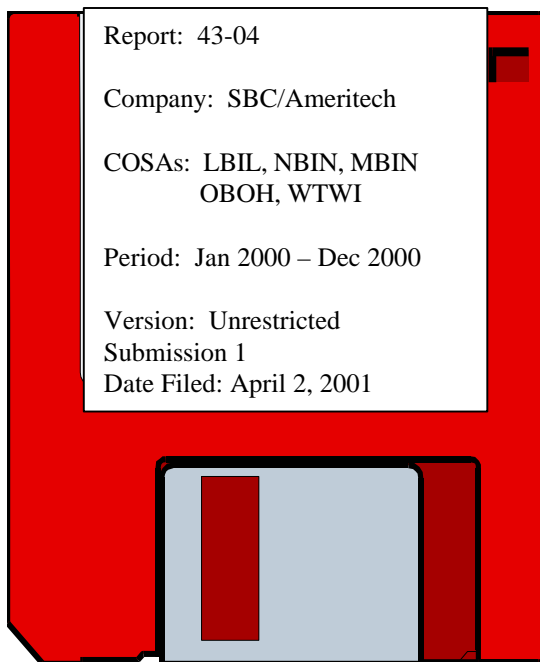 Report: 43-04
Company: SBC/Ameritech
COSAs: LBIL, NBIN, MBIN
OBOH, WTWI
Period: Jan 2000 – Dec 2000
Version: Unrestricted
Submission 1
Date Filed: April 2, 2001